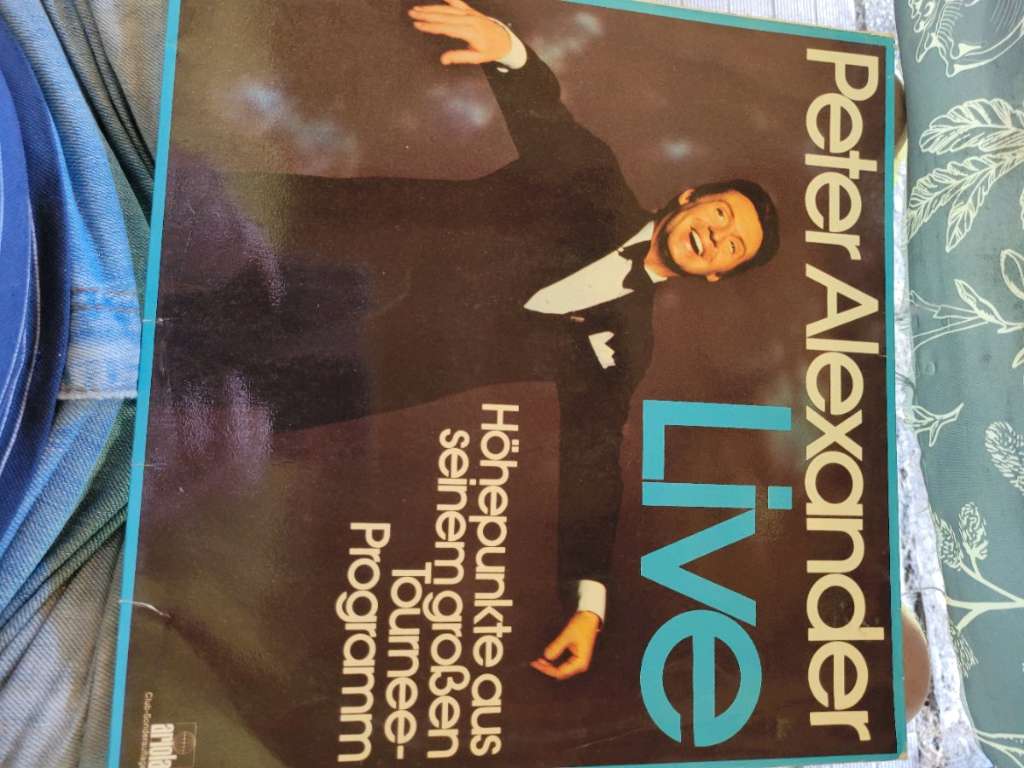 Peter Alexander
Live
Höhepunkte aus
seinem großen
Tournee-
Programm
ariola